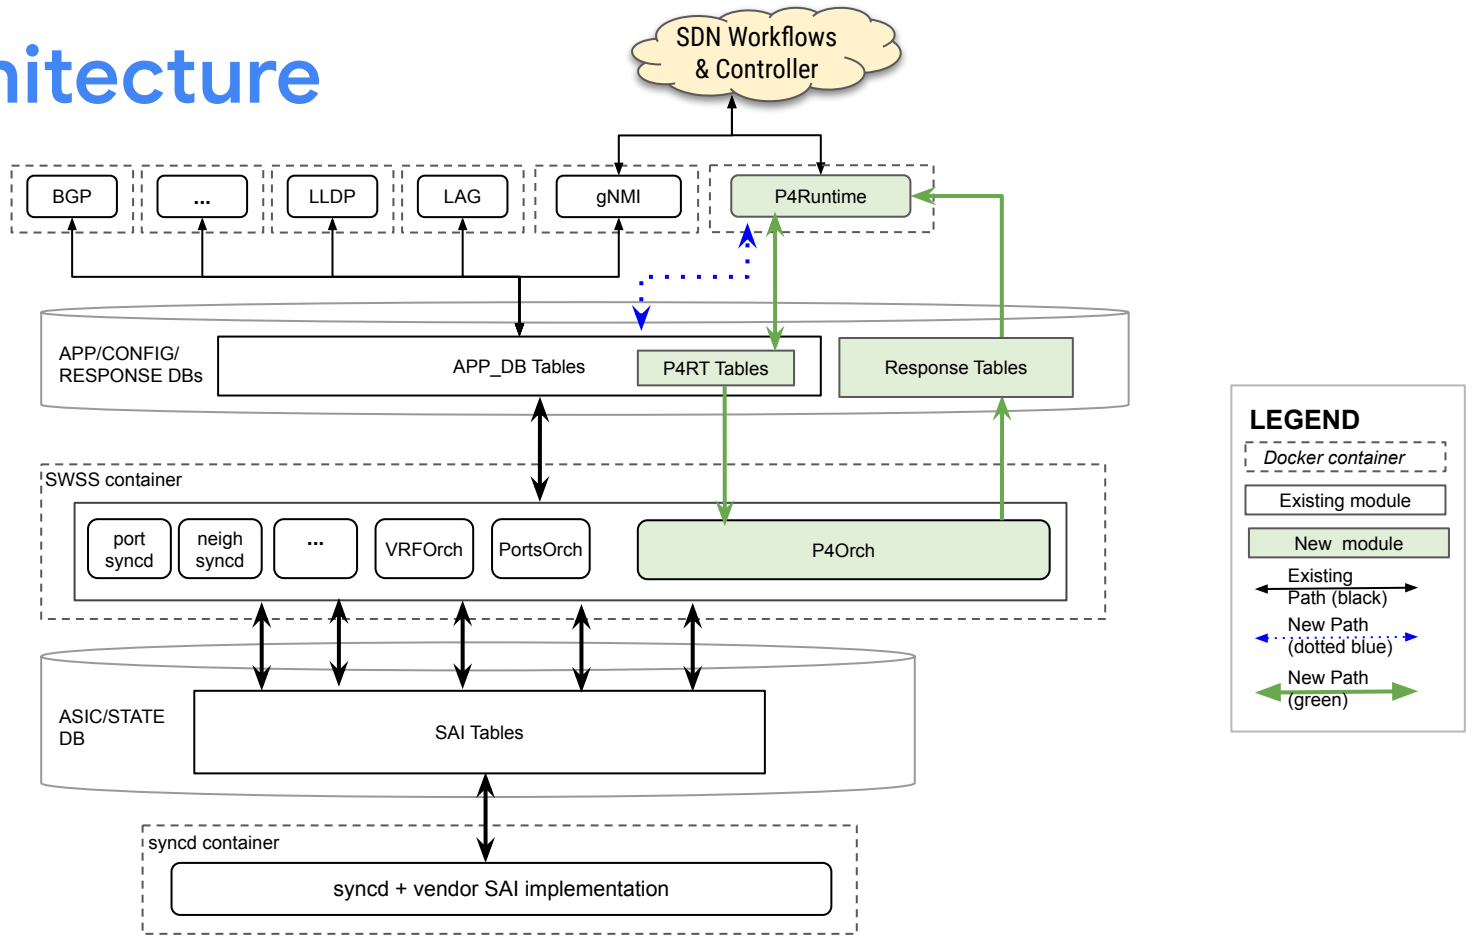 hitecture
SDN Workflows
& Controller
BGP
...
LLDP
LAG
gNMI
P4Runtime
APP/CONFIG/
RESPONSE DBs
APP_DB Tables
P4RT Tables
Response Tables
SWSS container
port
syncd
neigh
syncd
...
VRFOrch
PortsOrch
P4Orch
ASIC/STATE
DB
SAI Tables
syncd container
syncd + vendor SAI implementation
LEGEND
Docker container
Existing module
New module
Existing
Path (black)
New Path
(dotted blue)
New Path
(green)